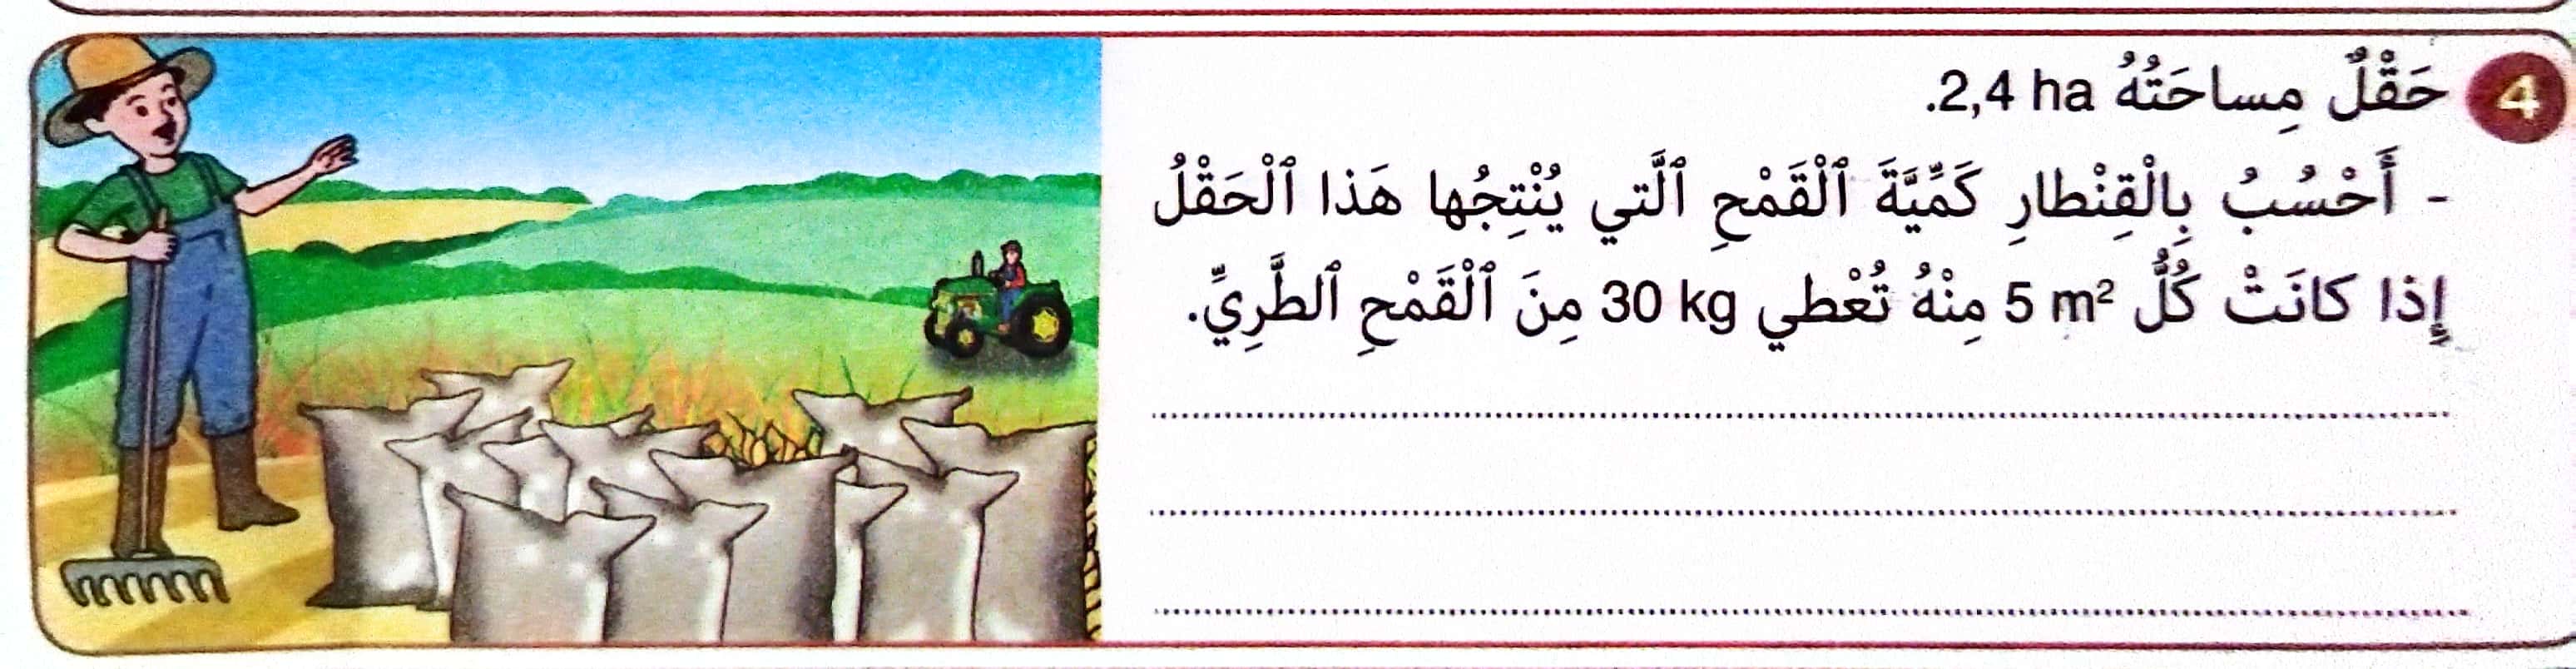 4 حَقْلٌ مِساحَتُهُ 2,4 ha.
- أَحْسُبُ بِالْقِنْطارِ كَمِّيَّةَ ٱلْقَمْحِ ٱلَّتي يُنْتِجُها هَذا ٱلْحَقْلُ
إِذا كانَتْ كُلُّ 5 m² مِنْهُ تُعْطي 30 kg مِنَ ٱلْقَمْحِ ٱلطَّرِيِّ.